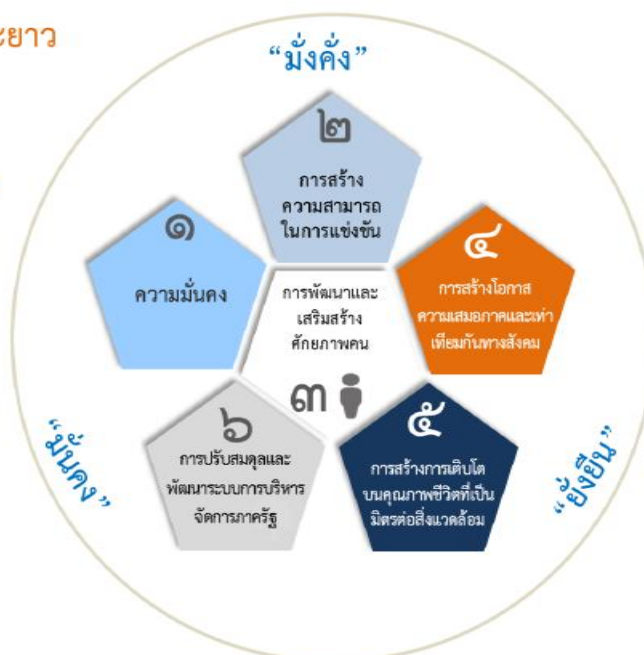 ะยาว
“มั่งคั่ง”
๒
การสร้าง
ความสามารถ
ในการแข่งขัน
๑
ความมั่นคง
๔
การสร้างโอกาส
ความเสมอภาคและเท่า
เทียมกันทางสังคม
การพัฒนาและ
เสริมสร้าง
ศักยภาพคน
๓
๖
การปรับสมดุลและ
พัฒนาระบบการบริหาร
จัดการภาครัฐ
๕
การสร้างการเติบโต
บนคุณภาพชีวิตที่เป็น
มิตรต่อสิ่งแวดล้อม
“มั่นคง”
“ยั่งยืน”